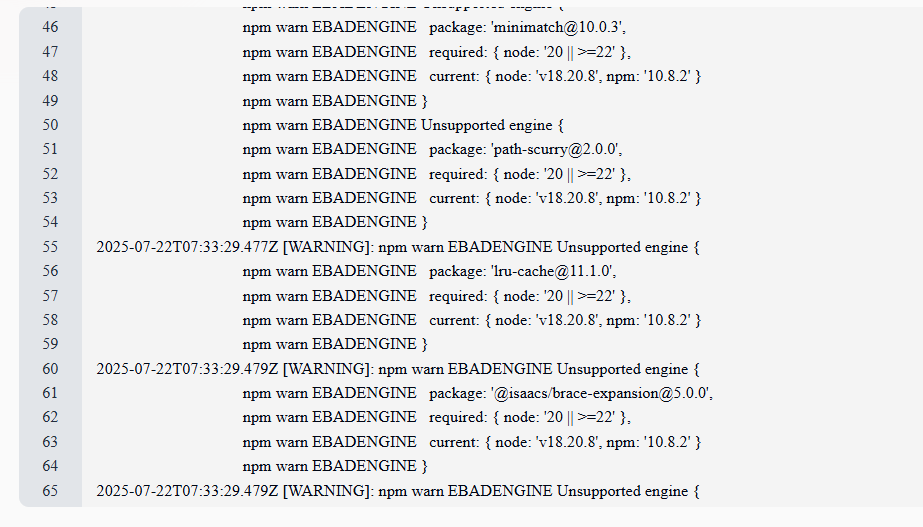 46 npm warn EBADENGINE   package: 'minimatch@10.0.3',
47 npm warn EBADENGINE   required: { node: '20 || >=22' },
48 npm warn EBADENGINE   current: { node: 'v18.20.8', npm: '10.8.2' }
49 npm warn EBADENGINE }
50 npm warn EBADENGINE Unsupported engine {
51 npm warn EBADENGINE   package: 'path-scurry@2.0.0',
52 npm warn EBADENGINE   required: { node: '20 || >=22' },
53 npm warn EBADENGINE   current: { node: 'v18.20.8', npm: '10.8.2' }
54 npm warn EBADENGINE }
55 2025-07-22T07:33:29.477Z [WARNING]: npm warn EBADENGINE Unsupported engine {
56 npm warn EBADENGINE   package: 'lru-cache@11.1.0',
57 npm warn EBADENGINE   required: { node: '20 || >=22' },
58 npm warn EBADENGINE   current: { node: 'v18.20.8', npm: '10.8.2' }
59 npm warn EBADENGINE }
60 2025-07-22T07:33:29.479Z [WARNING]: npm warn EBADENGINE Unsupported engine {
61 npm warn EBADENGINE   package: '@isaacs/brace-expansion@5.0.0',
62 npm warn EBADENGINE   required: { node: '20 || >=22' },
63 npm warn EBADENGINE   current: { node: 'v18.20.8', npm: '10.8.2' }
64 npm warn EBADENGINE }
65 2025-07-22T07:33:29.479Z [WARNING]: npm warn EBADENGINE Unsupported engine {